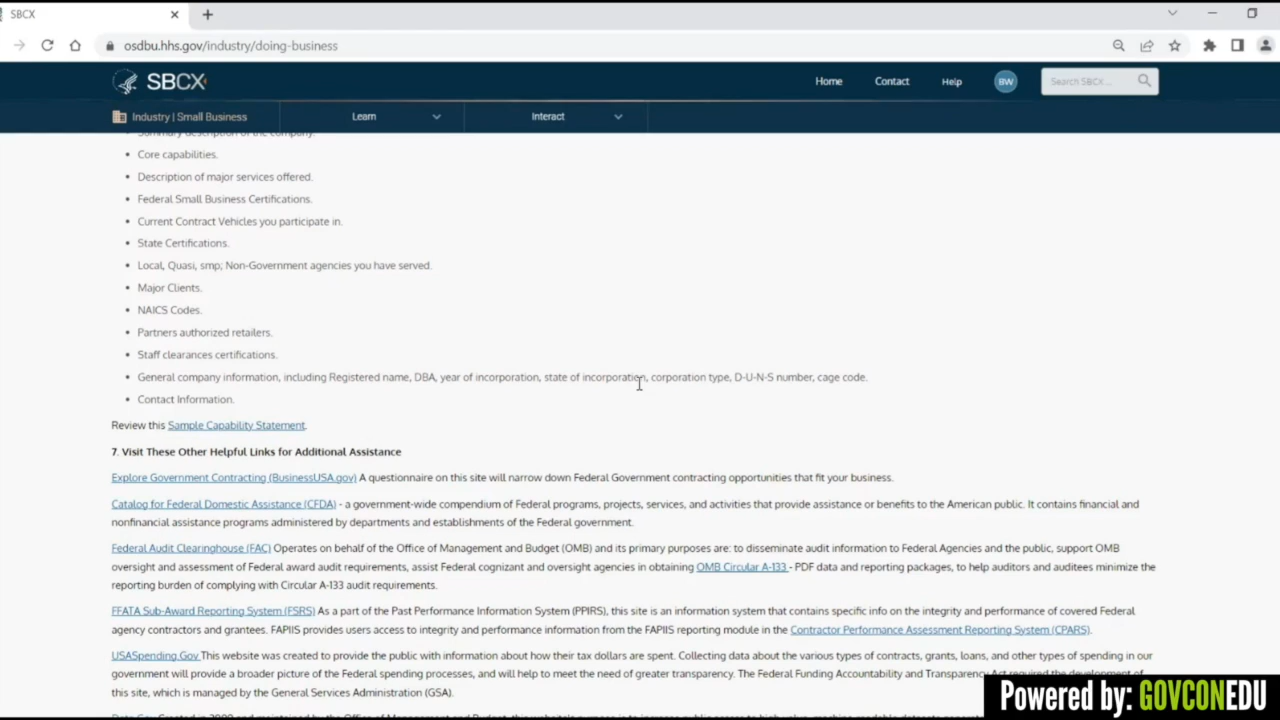 SBCX
osdbu.hhs.gov/industry/doing-business
SBCX
Home
Contact
Help
BW
Search SBCX ...
Industry | Small Business
Learn
Interact
Summary description of the company.
• Core capabilities.
• Description of major services offered.
• Federal Small Business Certifications.
• Current Contract Vehicles you participate in.
• State Certifications.
• Local, Quasi, smp; Non-Government agencies you have served.
• Major Clients.
• NAICS Codes.
• Partners authorized retailers.
• Staff clearances certifications.
• General company information, including Registered name, DBA, year of incorporation, state of incorporation, corporation type, D-U-N-S number, cage code.
• Contact Information.
Review this Sample Capability Statement.
7. Visit These Other Helpful Links for Additional Assistance
Explore Government Contracting (BusinessUSA.gov) A questionnaire on this site will narrow down Federal Government contracting opportunities that fit your business.
Catalog for Federal Domestic Assistance (CFDA) - a government-wide compendium of Federal programs, projects, services, and activities that provide assistance or benefits to the American public. It contains financial and
nonfinancial assistance programs administered by departments and establishments of the Federal government.
Federal Audit Clearinghouse (FAC) Operates on behalf of the Office of Management and Budget (OMB) and its primary purposes are: to disseminate audit information to Federal Agencies and the public, support OMB
oversight and assessment of Federal award audit requirements, assist Federal cognizant and oversight agencies in obtaining OMB Circular A-133 - PDF data and reporting packages, to help auditors and auditees minimize the
reporting burden of complying with Circular A-133 audit requirements.
FFATA Sub-Award Reporting System (FSRS) As a part of the Past Performance Information System (PPIRS), this site is an information system that contains specific info on the integrity and performance of covered Federal
agency contractors and grantees. FAPIIS provides users access to integrity and performance information from the FAPIIS reporting module in the Contractor Performance Assessment Reporting System (CPARS).
USASpending.Gov This website was created to provide the public with information about how their tax dollars are spent. Collecting data about the various types of contracts, grants, loans, and other types of spending in our
government will provide a broader picture of the Federal spending processes, and will help to meet the need of greater transparency. The Federal Funding Accountability and Transparency Act required the development of
this site, which is managed by the General Services Administration (GSA).
Powered by: GOVCONEDU